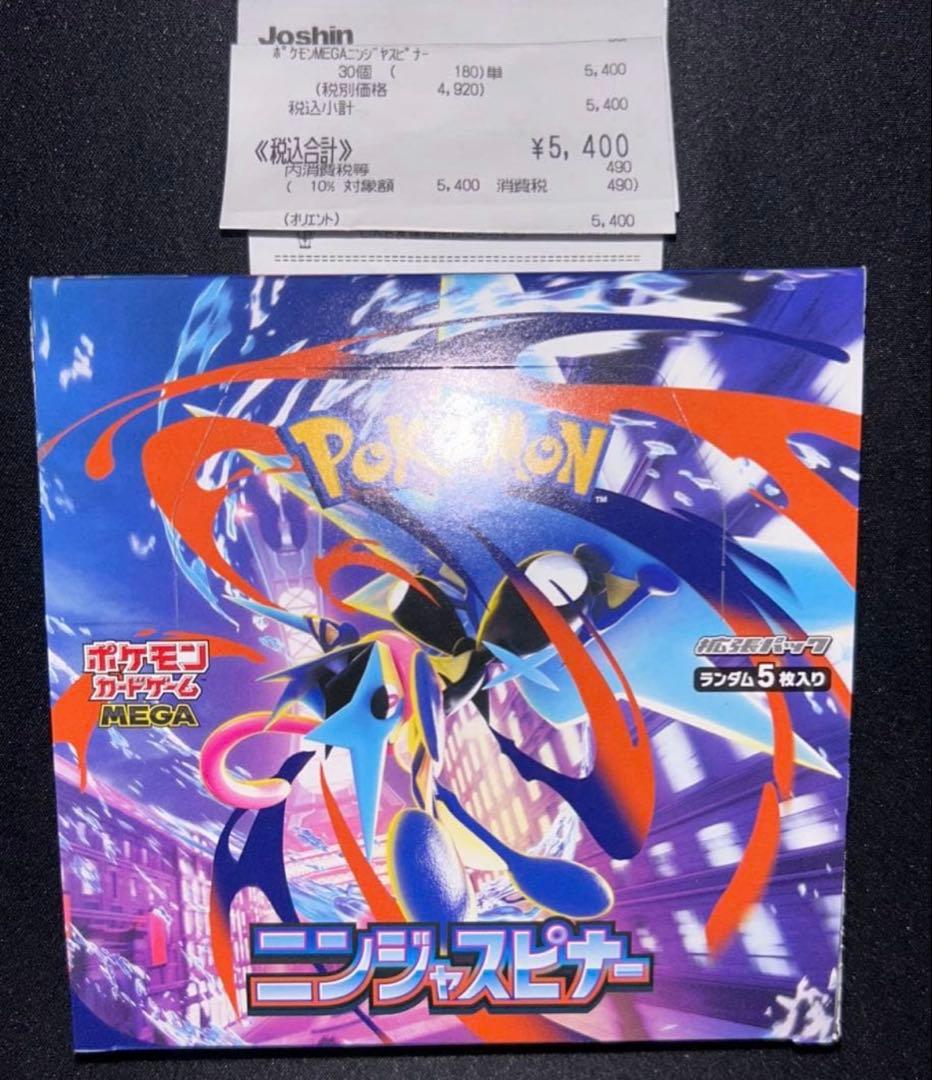 Joshin
ﾎﾟｹﾓﾝMEGAﾆﾝｼﾞﾔｽﾋﾟﾅｰ
30個 ( 180)単 5,400
(税別価格 4,920)
税込小計 5,400
《税込合計》 ¥5,400
内消費税等 490
( 10% 対象額 5,400 消費税 490)
(ｵﾘｴﾝﾄ) 5,400
POKÉMON
TM
ポケモン
カードゲーム
MEGA
拡張パック
ランダム5枚入り
ニンジャスピナー